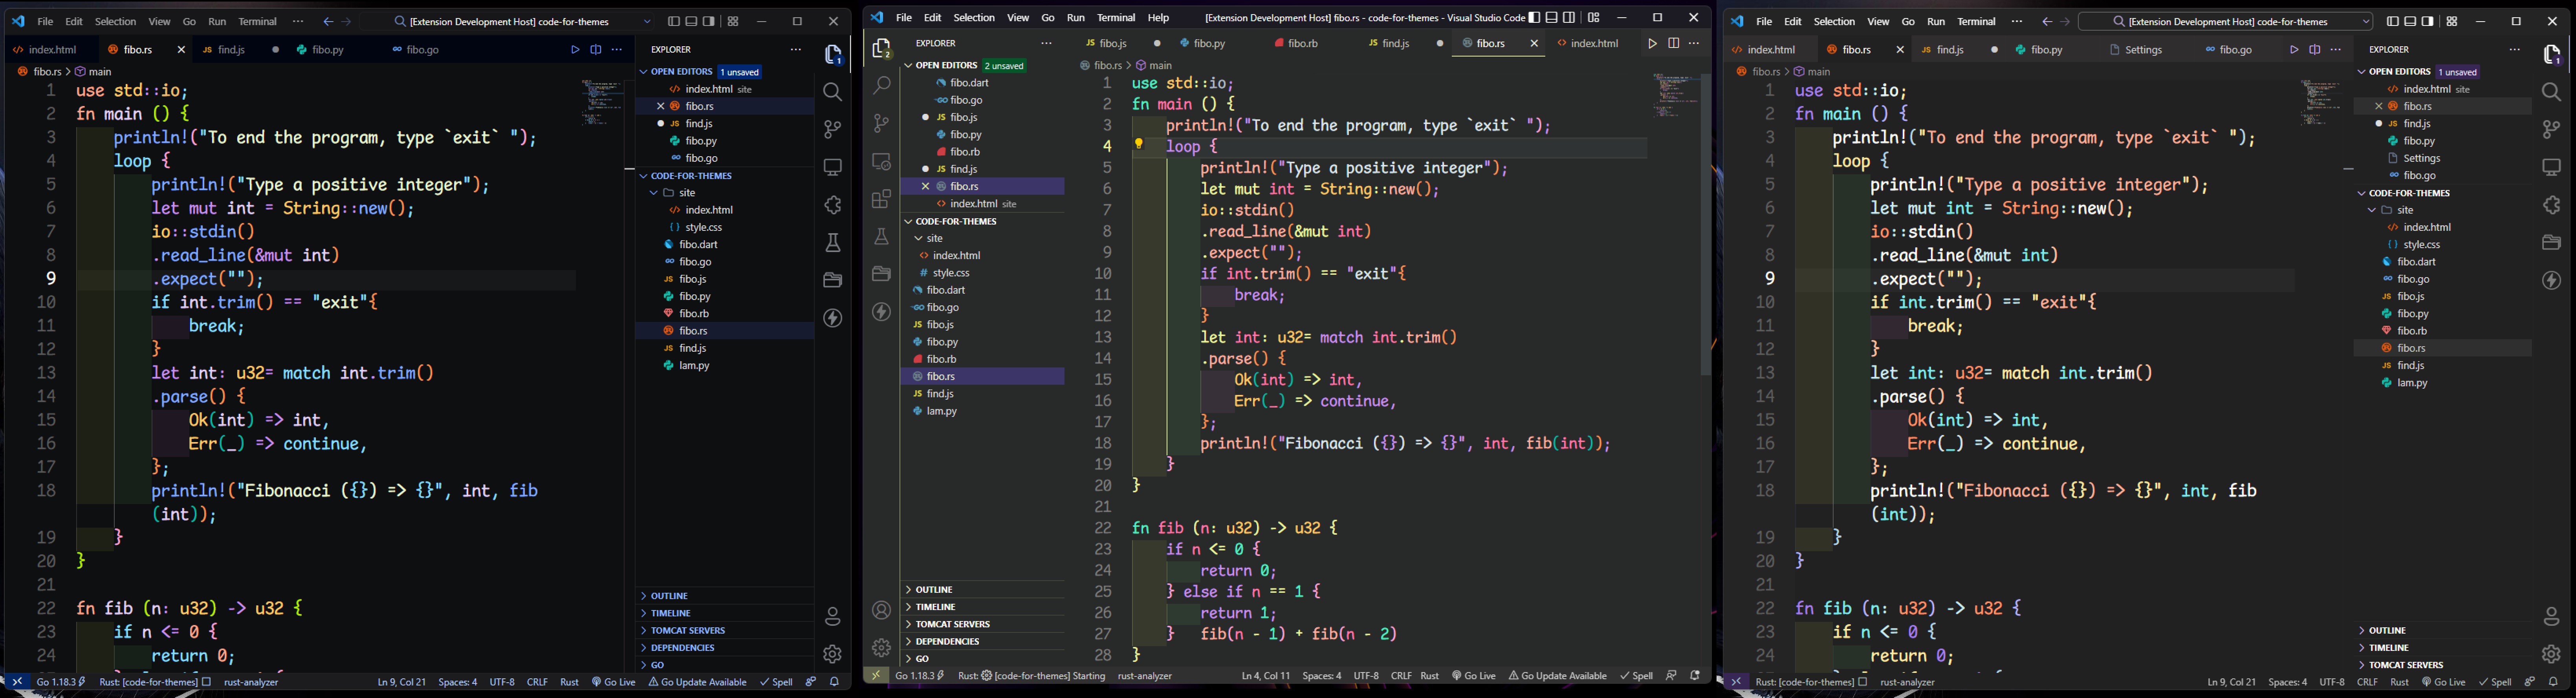 File Edit Selection View Go Run Terminal ··· [Extension Development Host] code-for-themes
index.html fibo.rs find.js fibo.py fibo.go
fibo.rs > main
1 use std::io;
2 fn main () {
3 println!("To end the program, type `exit` ");
4 loop {
5 println!("Type a positive integer");
6 let mut int = String::new();
7 io::stdin()
8 .read_line(&mut int)
9 .expect("");
10 if int.trim() == "exit"{
11 break;
12 }
13 let int: u32= match int.trim()
14 .parse() {
15 Ok(int) => int,
16 Err(_) => continue,
17 };
18 println!("Fibonacci ({}) => {}", int, fib
(int));
19 }
20 }
21
22 fn fib (n: u32) -> u32 {
23 if n <= 0 {
24 return 0;
EXPLORER ···
OPEN EDITORS 1 unsaved
index.html site
fibo.rs
find.js
fibo.py
fibo.go
CODE-FOR-THEMES
site
index.html
style.css
fibo.dart
fibo.go
fibo.js
fibo.py
fibo.rb
fibo.rs
find.js
lam.py
OUTLINE
TIMELINE
TOMCAT SERVERS
DEPENDENCIES
GO
1
Go 1.18.3 Rust: [code-for-themes] rust-analyzer Ln 9, Col 21 Spaces: 4 UTF-8 CRLF Rust Go Live Go Update Available Spell
File Edit Selection View Go Run Terminal Help [Extension Development Host] fibo.rs - code-for-themes - Visual Studio Code
2
EXPLORER ···
OPEN EDITORS 2 unsaved
fibo.dart
fibo.go
fibo.js
fibo.py
fibo.rb
find.js
fibo.rs
index.html site
CODE-FOR-THEMES
site
index.html
style.css
fibo.dart
fibo.go
fibo.js
fibo.py
fibo.rb
fibo.rs
find.js
lam.py
OUTLINE
TIMELINE
TOMCAT SERVERS
DEPENDENCIES
GO
fibo.js fibo.py fibo.rb find.js fibo.rs index.html
fibo.rs > main
1 use std::io;
2 fn main () {
3 println!("To end the program, type `exit` ");
4 loop {
5 println!("Type a positive integer");
6 let mut int = String::new();
7 io::stdin()
8 .read_line(&mut int)
9 .expect("");
10 if int.trim() == "exit"{
11 break;
12 }
13 let int: u32= match int.trim()
14 .parse() {
15 Ok(int) => int,
16 Err(_) => continue,
17 };
18 println!("Fibonacci ({}) => {}", int, fib(int));
19 }
20 }
21
22 fn fib (n: u32) -> u32 {
23 if n <= 0 {
24 return 0;
25 } else if n == 1 {
26 return 1;
27 } fib(n - 1) + fib(n - 2)
28 }
Go 1.18.3 Rust: [code-for-themes] Starting rust-analyzer Ln 4, Col 11 Spaces: 4 UTF-8 CRLF Rust Go Live Go Update Available Spell
File Edit Selection View Go Run Terminal ··· [Extension Development Host] code-for-themes
index.html fibo.rs find.js fibo.py Settings fibo.go
fibo.rs > main
1 use std::io;
2 fn main () {
3 println!("To end the program, type `exit` ");
4 loop {
5 println!("Type a positive integer");
6 let mut int = String::new();
7 io::stdin()
8 .read_line(&mut int)
9 .expect("");
10 if int.trim() == "exit"{
11 break;
12 }
13 let int: u32= match int.trim()
14 .parse() {
15 Ok(int) => int,
16 Err(_) => continue,
17 };
18 println!("Fibonacci ({}) => {}", int, fib
(int));
19 }
20 }
21
22 fn fib (n: u32) -> u32 {
23 if n <= 0 {
24 return 0;
EXPLORER ···
OPEN EDITORS 1 unsaved
index.html site
fibo.rs
find.js
fibo.py
Settings
fibo.go
CODE-FOR-THEMES
site
index.html
style.css
fibo.dart
fibo.go
fibo.js
fibo.py
fibo.rb
fibo.rs
find.js
lam.py
OUTLINE
TIMELINE
TOMCAT SERVERS
1
Rust: [code-for-themes] rust-analyzer Ln 9, Col 21 Spaces: 4 UTF-8 CRLF Rust Go Live Spell